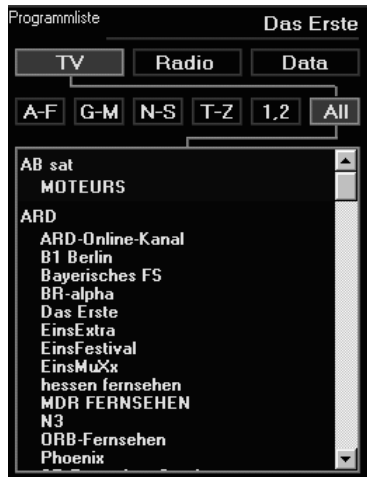 Programmliste Das Erste
TV Radio Data
A-F G-M N-S T-Z 1,2 All
AB sat
MOTEURS
ARD
ARD-Online-Kanal
B1 Berlin
Bayerisches FS
BR-alpha
Das Erste
EinsExtra
EinsFestival
EinsMuXx
hessen fernsehen
MDR FERNSEHEN
N3
ORB-Fernsehen
Phoenix